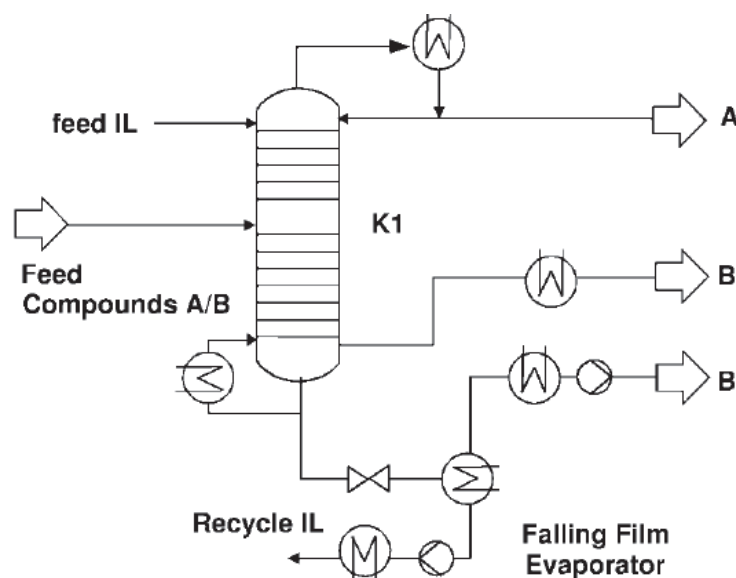 feed IL
A
K1
Feed
Compounds A/B
B
B
Recycle IL
Falling Film
Evaporator